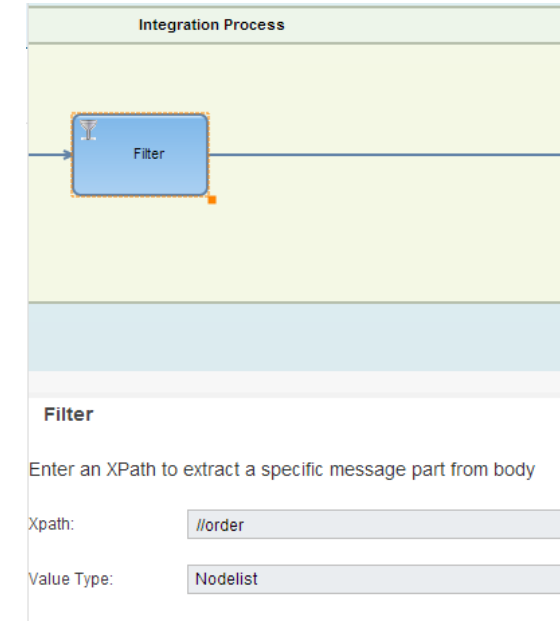 Integration Process
Filter
Filter
Enter an XPath to extract a specific message part from body
Xpath: //order
Value Type: Nodelist